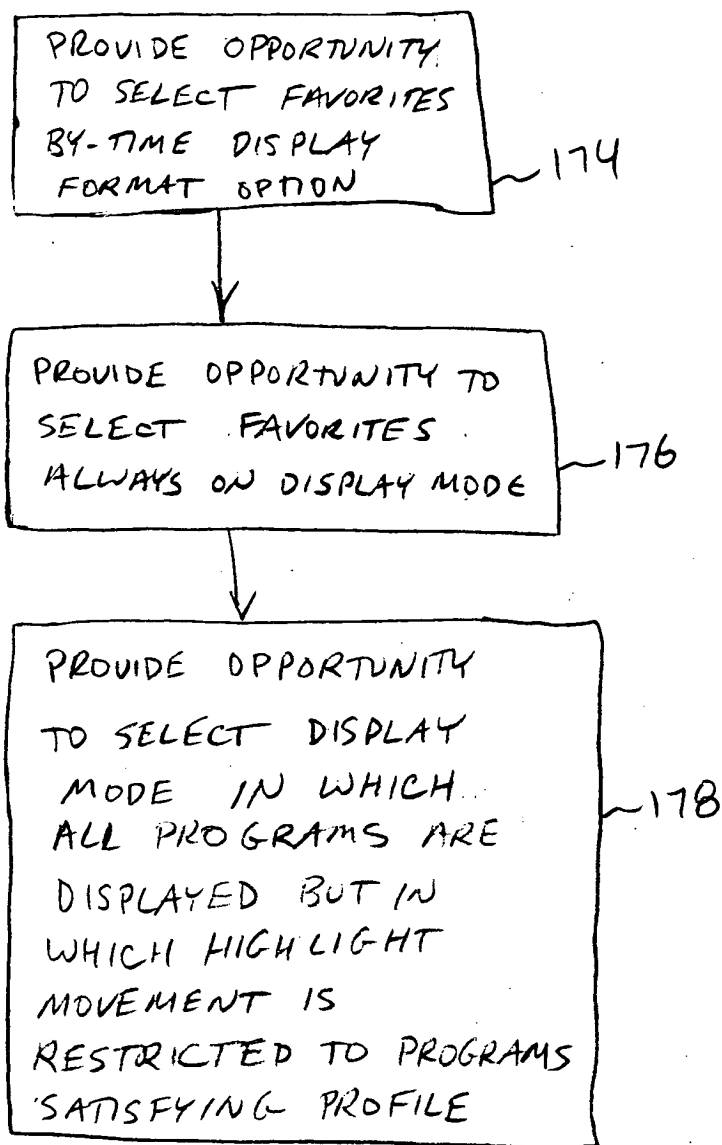 PROVIDE OPPORTUNITY
TO SELECT FAVORITES
BY-TIME DISPLAY
FORMAT OPTION
174
PROVIDE OPPORTUNITY TO
SELECT FAVORITES
ALWAYS ON DISPLAY MODE
176
PROVIDE OPPORTUNITY
TO SELECT DISPLAY
MODE IN WHICH
ALL PROGRAMS ARE
DISPLAYED BUT IN
WHICH HIGHLIGHT
MOVEMENT IS
RESTRICTED TO PROGRAMS
SATISFYING PROFILE
178